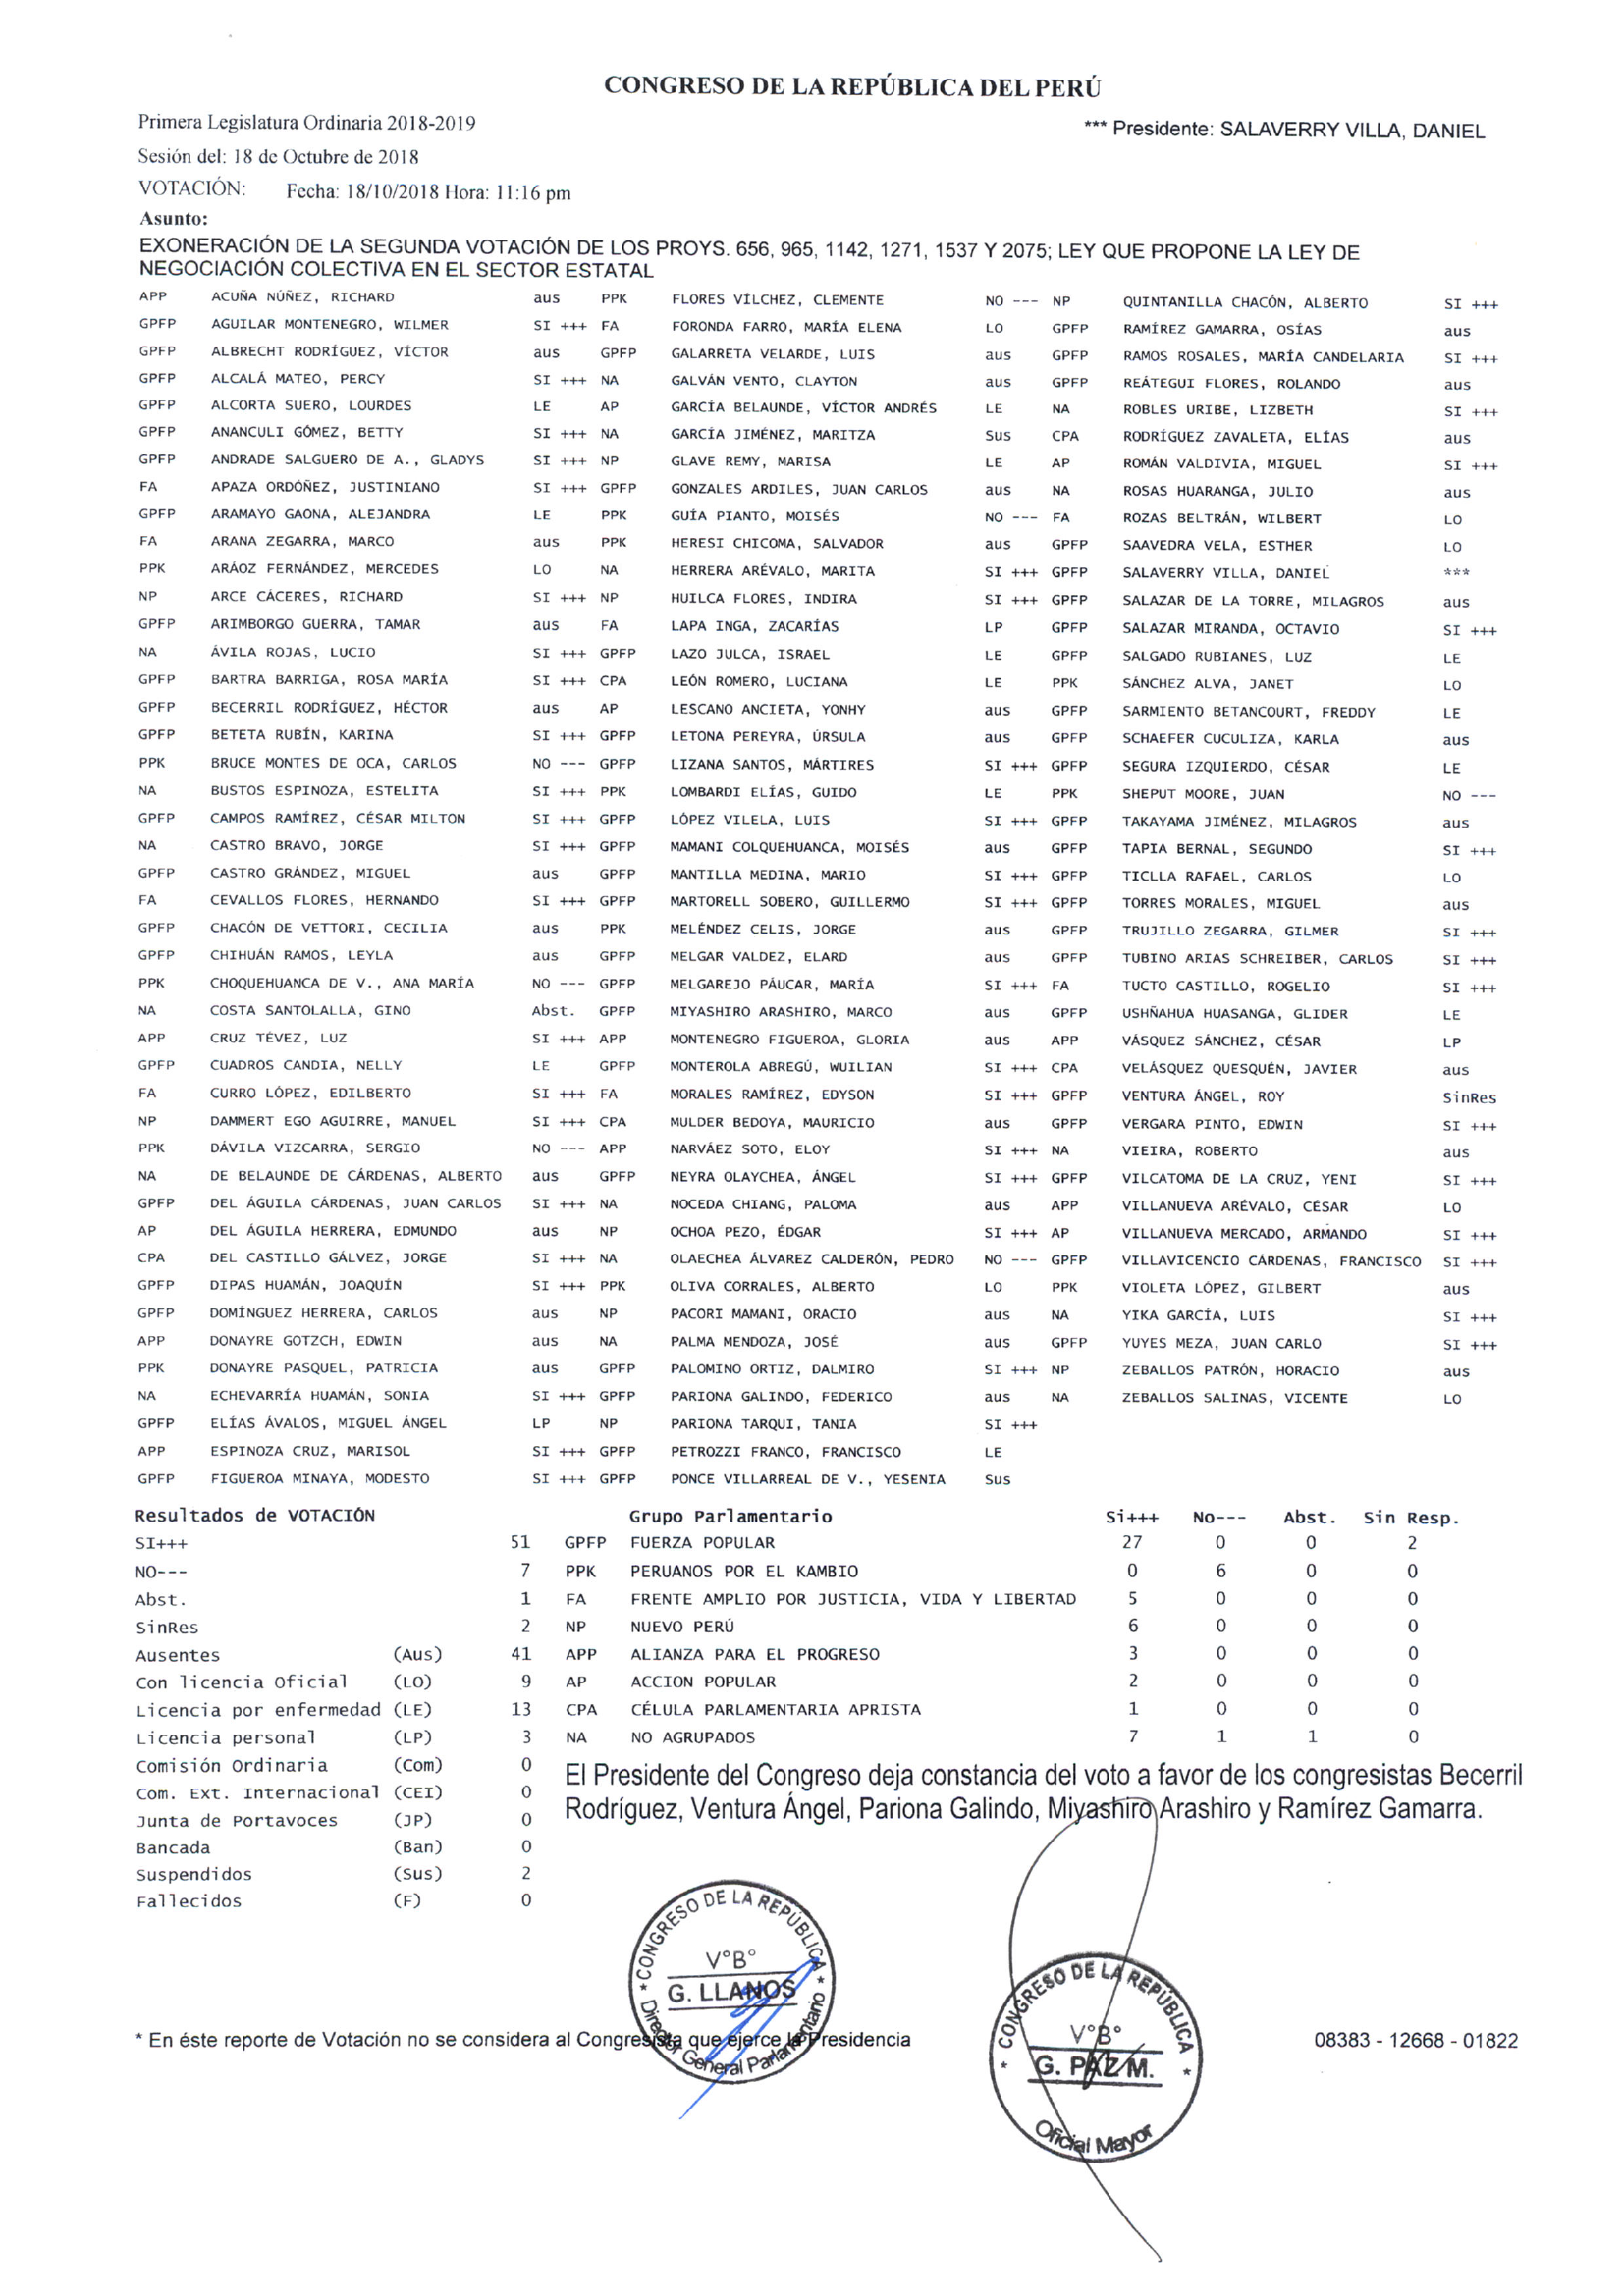 CONGRESO DE LA REPÚBLICA DEL PERÚ
Primera Legislatura Ordinaria 2018-2019
*** Presidente: SALAVERRY VILLA, DANIEL
Sesión del: 18 de Octubre de 2018
VOTACIÓN: Fecha: 18/10/2018 Hora: 11:16 pm
Asunto:
EXONERACIÓN DE LA SEGUNDA VOTACIÓN DE LOS PROYS. 656, 965, 1142, 1271, 1537 Y 2075; LEY QUE PROPONE LA LEY DE
NEGOCIACIÓN COLECTIVA EN EL SECTOR ESTATAL
APP ACUÑA NÚÑEZ, RICHARD aus PPK FLORES VÍLCHEZ, CLEMENTE NO --- NP QUINTANILLA CHACÓN, ALBERTO SI +++
GPFP AGUILAR MONTENEGRO, WILMER SI +++ FA FORONDA FARRO, MARÍA ELENA LO GPFP RAMÍREZ GAMARRA, OSÍAS aus
GPFP ALBRECHT RODRÍGUEZ, VÍCTOR aus GPFP GALARRETA VELARDE, LUIS aus GPFP RAMOS ROSALES, MARÍA CANDELARIA SI +++
GPFP ALCALÁ MATEO, PERCY SI +++ NA GALVÁN VENTO, CLAYTON aus GPFP REÁTEGUI FLORES, ROLANDO aus
GPFP ALCORTA SUERO, LOURDES LE AP GARCÍA BELAUNDE, VÍCTOR ANDRÉS LE NA ROBLES URIBE, LIZBETH SI +++
GPFP ANANCULI GÓMEZ, BETTY SI +++ NA GARCÍA JIMÉNEZ, MARITZA Sus CPA RODRÍGUEZ ZAVALETA, ELÍAS aus
GPFP ANDRADE SALGUERO DE A., GLADYS SI +++ NP GLAVE REMY, MARISA LE AP ROMÁN VALDIVIA, MIGUEL SI +++
FA APAZA ORDÓÑEZ, JUSTINIANO SI +++ GPFP GONZALES ARDILES, JUAN CARLOS aus NA ROSAS HUARANGA, JULIO aus
GPFP ARAMAYO GAONA, ALEJANDRA LE PPK GUÍA PIANTO, MOISÉS NO --- FA ROZAS BELTRÁN, WILBERT LO
FA ARANA ZEGARRA, MARCO aus PPK HERESI CHICOMA, SALVADOR aus GPFP SAAVEDRA VELA, ESTHER LO
PPK ARÁOZ FERNÁNDEZ, MERCEDES LO NA HERRERA ARÉVALO, MARITA SI +++ GPFP SALAVERRY VILLA, DANIEL ***
NP ARCE CÁCERES, RICHARD SI +++ NP HUILCA FLORES, INDIRA SI +++ GPFP SALAZAR DE LA TORRE, MILAGROS aus
GPFP ARIMBORGO GUERRA, TAMAR aus FA LAPA INGA, ZACARÍAS LP GPFP SALAZAR MIRANDA, OCTAVIO SI +++
NA ÁVILA ROJAS, LUCIO SI +++ GPFP LAZO JULCA, ISRAEL LE GPFP SALGADO RUBIANES, LUZ LE
GPFP BARTRA BARRIGA, ROSA MARÍA SI +++ CPA LEÓN ROMERO, LUCIANA LE PPK SÁNCHEZ ALVA, JANET LO
GPFP BECERRIL RODRÍGUEZ, HÉCTOR aus AP LESCANO ANCIETA, YONHY aus GPFP SARMIENTO BETANCOURT, FREDDY LE
GPFP BETETA RUBÍN, KARINA SI +++ GPFP LETONA PEREYRA, ÚRSULA aus GPFP SCHAEFER CUCULIZA, KARLA aus
PPK BRUCE MONTES DE OCA, CARLOS NO --- GPFP LIZANA SANTOS, MÁRTIRES SI +++ GPFP SEGURA IZQUIERDO, CÉSAR LE
NA BUSTOS ESPINOZA, ESTELITA SI +++ PPK LOMBARDI ELÍAS, GUIDO LE PPK SHEPUT MOORE, JUAN NO ---
GPFP CAMPOS RAMÍREZ, CÉSAR MILTON SI +++ GPFP LÓPEZ VILELA, LUIS SI +++ GPFP TAKAYAMA JIMÉNEZ, MILAGROS aus
NA CASTRO BRAVO, JORGE SI +++ GPFP MAMANI COLQUEHUANCA, MOISÉS aus GPFP TAPIA BERNAL, SEGUNDO SI +++
GPFP CASTRO GRÁNDEZ, MIGUEL aus GPFP MANTILLA MEDINA, MARIO SI +++ GPFP TICLLA RAFAEL, CARLOS LO
FA CEVALLOS FLORES, HERNANDO SI +++ GPFP MARTORELL SOBERO, GUILLERMO SI +++ GPFP TORRES MORALES, MIGUEL aus
GPFP CHACÓN DE VETTORI, CECILIA aus PPK MELÉNDEZ CELIS, JORGE aus GPFP TRUJILLO ZEGARRA, GILMER SI +++
GPFP CHIHUÁN RAMOS, LEYLA aus GPFP MELGAR VALDEZ, ELARD aus GPFP TUBINO ARIAS SCHREIBER, CARLOS SI +++
PPK CHOQUEHUANCA DE V., ANA MARÍA NO --- GPFP MELGAREJO PÁUCAR, MARÍA SI +++ FA TUCTO CASTILLO, ROGELIO SI +++
NA COSTA SANTOLALLA, GINO Abst. GPFP MIYASHIRO ARASHIRO, MARCO aus GPFP USHÑAHUA HUASANGA, GLIDER LE
APP CRUZ TÉVEZ, LUZ SI +++ APP MONTENEGRO FIGUEROA, GLORIA aus APP VÁSQUEZ SÁNCHEZ, CÉSAR LP
GPFP CUADROS CANDIA, NELLY LE GPFP MONTEROLA ABREGÚ, WUILIAN SI +++ CPA VELÁSQUEZ QUESQUÉN, JAVIER aus
FA CURRO LÓPEZ, EDILBERTO SI +++ FA MORALES RAMÍREZ, EDYSON SI +++ GPFP VENTURA ÁNGEL, ROY SinRes
NP DAMMERT EGO AGUIRRE, MANUEL SI +++ CPA MULDER BEDOYA, MAURICIO aus GPFP VERGARA PINTO, EDWIN SI +++
PPK DÁVILA VIZCARRA, SERGIO NO --- APP NARVÁEZ SOTO, ELOY SI +++ NA VIEIRA, ROBERTO aus
NA DE BELAUNDE DE CÁRDENAS, ALBERTO aus GPFP NEYRA OLAYCHEA, ÁNGEL SI +++ GPFP VILCATOMA DE LA CRUZ, YENI SI +++
GPFP DEL ÁGUILA CÁRDENAS, JUAN CARLOS SI +++ NA NOCEDA CHIANG, PALOMA aus APP VILLANUEVA ARÉVALO, CÉSAR LO
AP DEL ÁGUILA HERRERA, EDMUNDO aus NP OCHOA PEZO, ÉDGAR SI +++ AP VILLANUEVA MERCADO, ARMANDO SI +++
CPA DEL CASTILLO GÁLVEZ, JORGE SI +++ NA OLAECHEA ÁLVAREZ CALDERÓN, PEDRO NO --- GPFP VILLAVICENCIO CÁRDENAS, FRANCISCO SI +++
GPFP DIPAS HUAMÁN, JOAQUÍN SI +++ PPK OLIVA CORRALES, ALBERTO LO PPK VIOLETA LÓPEZ, GILBERT aus
GPFP DOMÍNGUEZ HERRERA, CARLOS aus NP PACORI MAMANI, ORACIO aus NA YIKA GARCÍA, LUIS SI +++
APP DONAYRE GOTZCH, EDWIN aus NA PALMA MENDOZA, JOSÉ aus GPFP YUYES MEZA, JUAN CARLO SI +++
PPK DONAYRE PASQUEL, PATRICIA aus GPFP PALOMINO ORTIZ, DALMIRO SI +++ NP ZEBALLOS PATRÓN, HORACIO aus
NA ECHEVARRÍA HUAMÁN, SONIA SI +++ GPFP PARIONA GALINDO, FEDERICO aus NA ZEBALLOS SALINAS, VICENTE LO
GPFP ELÍAS ÁVALOS, MIGUEL ÁNGEL LP NP PARIONA TARQUI, TANIA SI +++
APP ESPINOZA CRUZ, MARISOL SI +++ GPFP PETROZZI FRANCO, FRANCISCO LE
GPFP FIGUEROA MINAYA, MODESTO SI +++ GPFP PONCE VILLARREAL DE V., YESENIA Sus
Resultados de VOTACIÓN Grupo Parlamentario Si+++ No--- Abst. Sin Resp.
SI+++ 51 GPFP FUERZA POPULAR 27 0 0 2
NO--- 7 PPK PERUANOS POR EL KAMBIO 0 6 0 0
Abst. 1 FA FRENTE AMPLIO POR JUSTICIA, VIDA Y LIBERTAD 5 0 0 0
SinRes 2 NP NUEVO PERÚ 6 0 0 0
Ausentes (Aus) 41 APP ALIANZA PARA EL PROGRESO 3 0 0 0
Con licencia Oficial (LO) 9 AP ACCION POPULAR 2 0 0 0
Licencia por enfermedad (LE) 13 CPA CÉLULA PARLAMENTARIA APRISTA 1 0 0 0
Licencia personal (LP) 3 NA NO AGRUPADOS 7 1 1 0
Comisión Ordinaria (Com) 0
Com. Ext. Internacional (CEI) 0
Junta de Portavoces (JP) 0
Bancada (Ban) 0
Suspendidos (Sus) 2
Fallecidos (F) 0
El Presidente del Congreso deja constancia del voto a favor de los congresistas Becerril
Rodríguez, Ventura Ángel, Pariona Galindo, Miyashiro Arashiro y Ramírez Gamarra.
* CONGRESO DE LA REPÚBLICA *
V°B°
G. LLANOS
Director General Parlamentario
* CONGRESO DE LA REPÚBLICA *
V°B°
G. PAZ M.
Oficial Mayor
* En éste reporte de Votación no se considera al Congresista que ejerce la Presidencia
08383 - 12668 - 01822